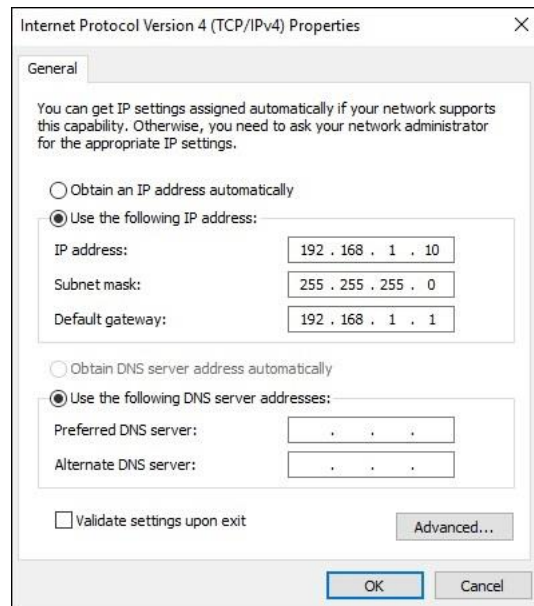 Internet Protocol Version 4 (TCP/IPv4) Properties
General
You can get IP settings assigned automatically if your network supports
this capability. Otherwise, you need to ask your network administrator
for the appropriate IP settings.
Obtain an IP address automatically
Use the following IP address:
IP address: 192 . 168 . 1 . 10
Subnet mask: 255 . 255 . 255 . 0
Default gateway: 192 . 168 . 1 . 1
Obtain DNS server address automatically
Use the following DNS server addresses:
Preferred DNS server: . . .
Alternate DNS server: . . .
Validate settings upon exit
Advanced...
OK Cancel